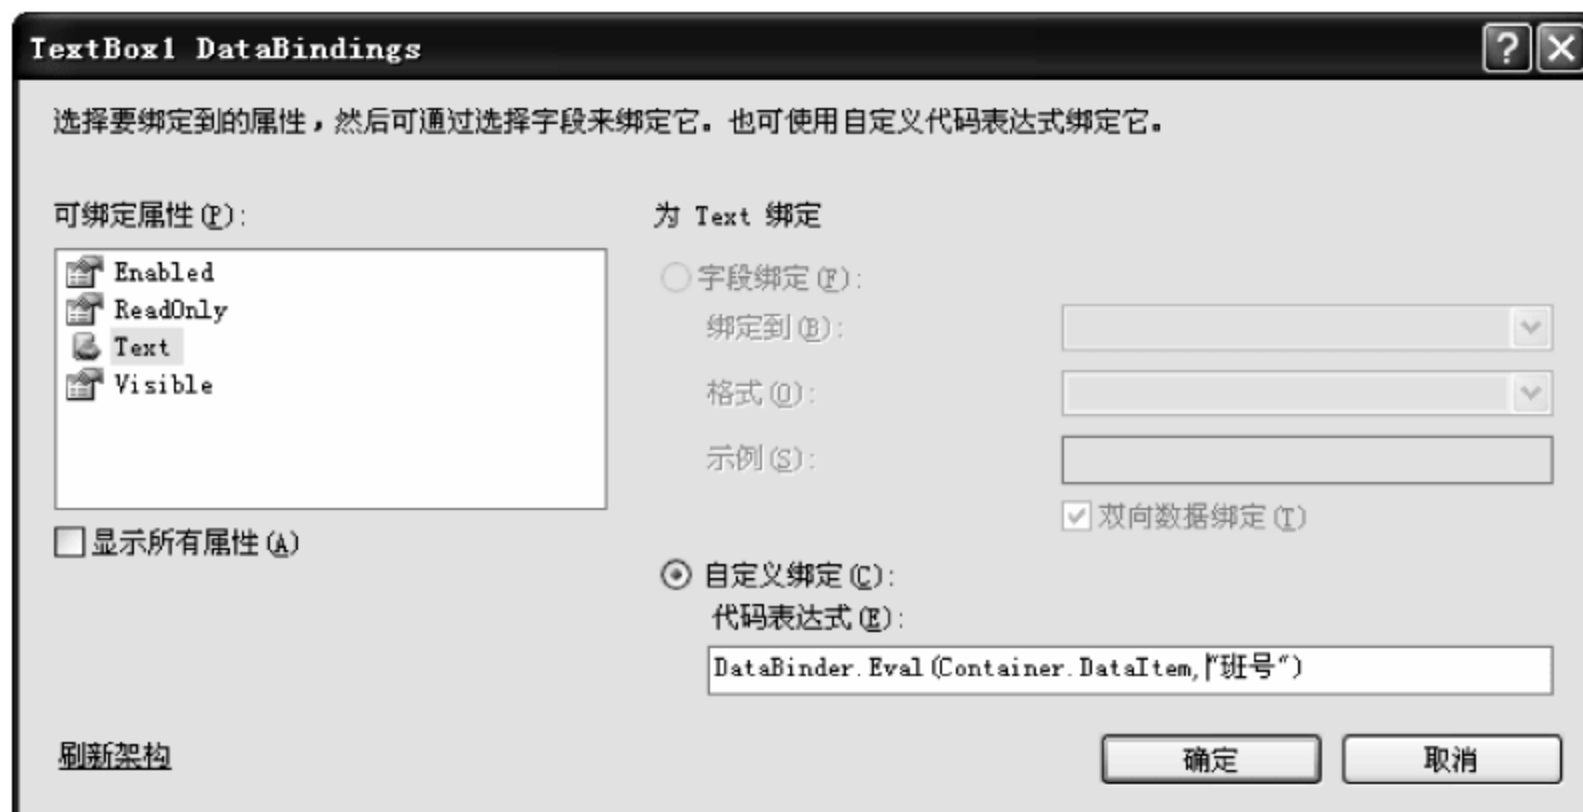 TextBox1 DataBindings
选择要绑定到的属性，然后可通过选择字段来绑定它。也可使用自定义代码表达式绑定它。
可绑定属性(P):
Enabled
ReadOnly
Text
Visible
显示所有属性(A)
为 Text 绑定
字段绑定(F):
绑定到(B):
格式(O):
示例(S):
双向数据绑定(T)
自定义绑定(C):
代码表达式(E):
DataBinder.Eval(Container.DataItem,"班号")
刷新架构
确定
取消